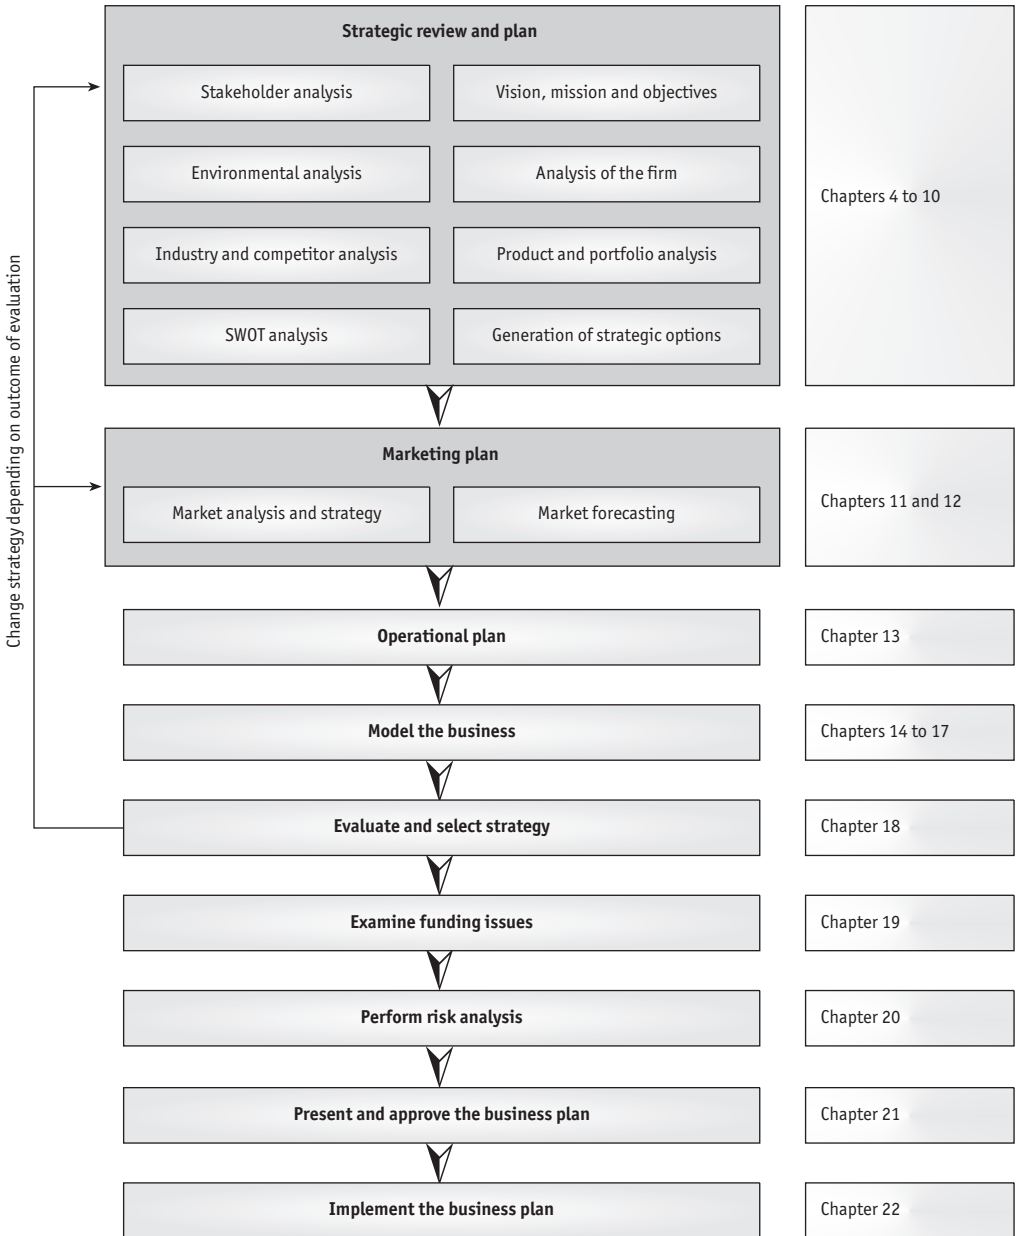 Strategic review and plan
Stakeholder analysis
Vision, mission and objectives
Environmental analysis
Analysis of the firm
Industry and competitor analysis
Product and portfolio analysis
SWOT analysis
Generation of strategic options
Chapters 4 to 10
Change strategy depending on outcome of evaluation
Marketing plan
Market analysis and strategy
Market forecasting
Chapters 11 and 12
Operational plan
Chapter 13
Model the business
Chapters 14 to 17
Evaluate and select strategy
Chapter 18
Examine funding issues
Chapter 19
Perform risk analysis
Chapter 20
Present and approve the business plan
Chapter 21
Implement the business plan
Chapter 22